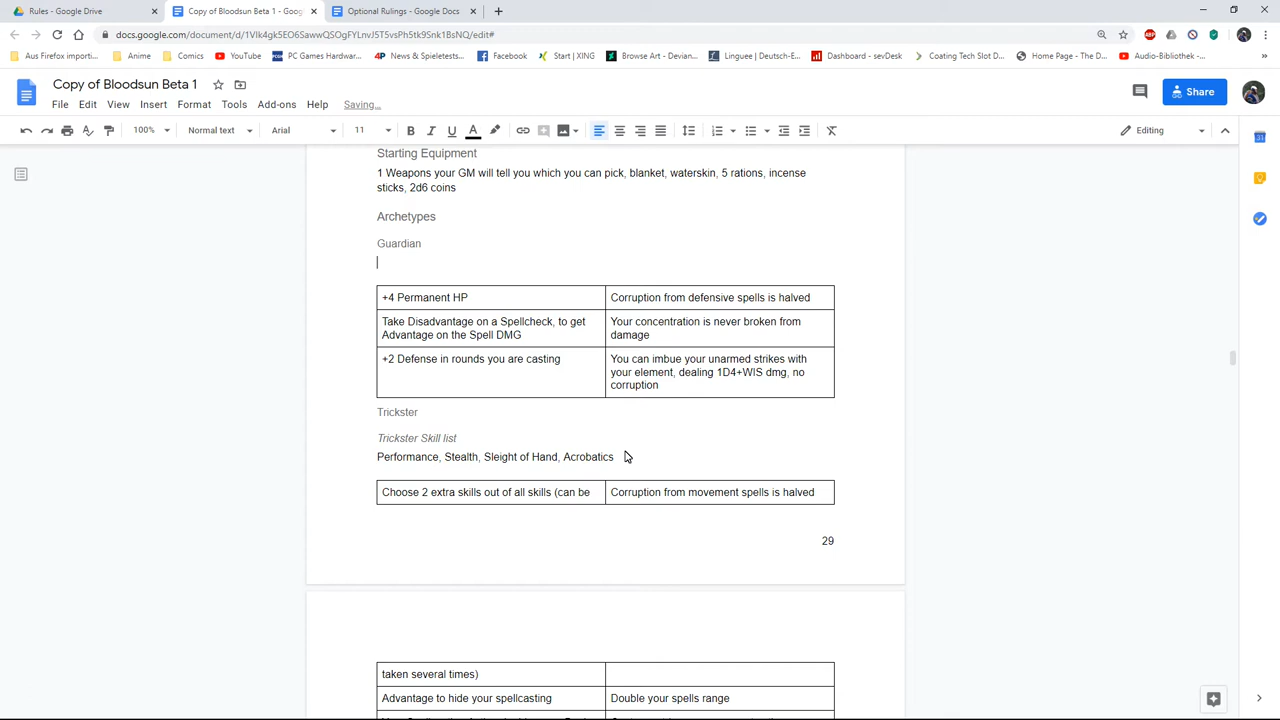 Rules - Google Drive
Copy of Bloodsun Beta 1 - Goog
Optional Rulings - Google Docs
docs.google.com/document/d/1VIk4gk5EO6SawwQSOgFYLnvJ5T5vsPh5tk9Snk18sNQ/edit#
Aus Firefox importi...
Anime
Comics
YouTube
PC Games Hardwar...
News & Spieletests...
Facebook
Start | XING
Browse Art - Devian...
Linguee | Deutsch-E...
Dashboard - sevDesk
Coating Tech Slot D...
Home Page - The D...
Audio-Bibliothek -...
Copy of Bloodsun Beta 1
File Edit View Insert Format Tools Add-ons Help Saving...
Share
100% Normal text Arial 11 Editing
Starting Equipment
1 Weapons your GM will tell you which you can pick, blanket, waterskin, 5 rations, incense
sticks, 2d6 coins
Archetypes
Guardian
+4 Permanent HP
Corruption from defensive spells is halved
Take Disadvantage on a Spellcheck, to get
Advantage on the Spell DMG
Your concentration is never broken from
damage
+2 Defense in rounds you are casting
You can imbue your unarmed strikes with
your element, dealing 1D4+WIS dmg, no
corruption
Trickster
Trickster Skill list
Performance, Stealth, Sleight of Hand, Acrobatics
Choose 2 extra skills out of all skills (can be
Corruption from movement spells is halved
29
taken several times)
Advantage to hide your spellcasting
Double your spells range